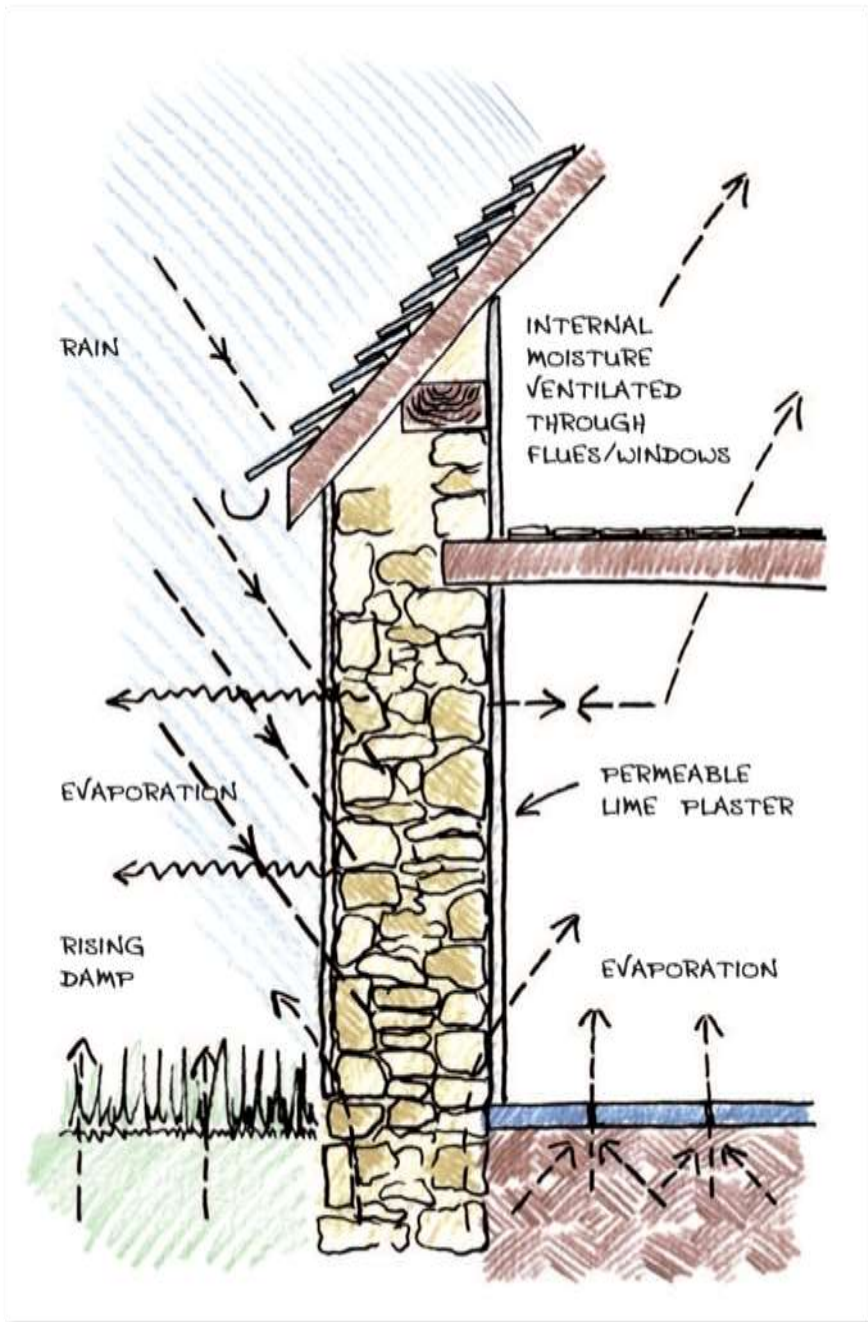 RAIN
INTERNAL
MOISTURE
VENTILATED
THROUGH
FLUES/WINDOWS
EVAPORATION
PERMEABLE
LIME PLASTER
RISING
DAMP
EVAPORATION